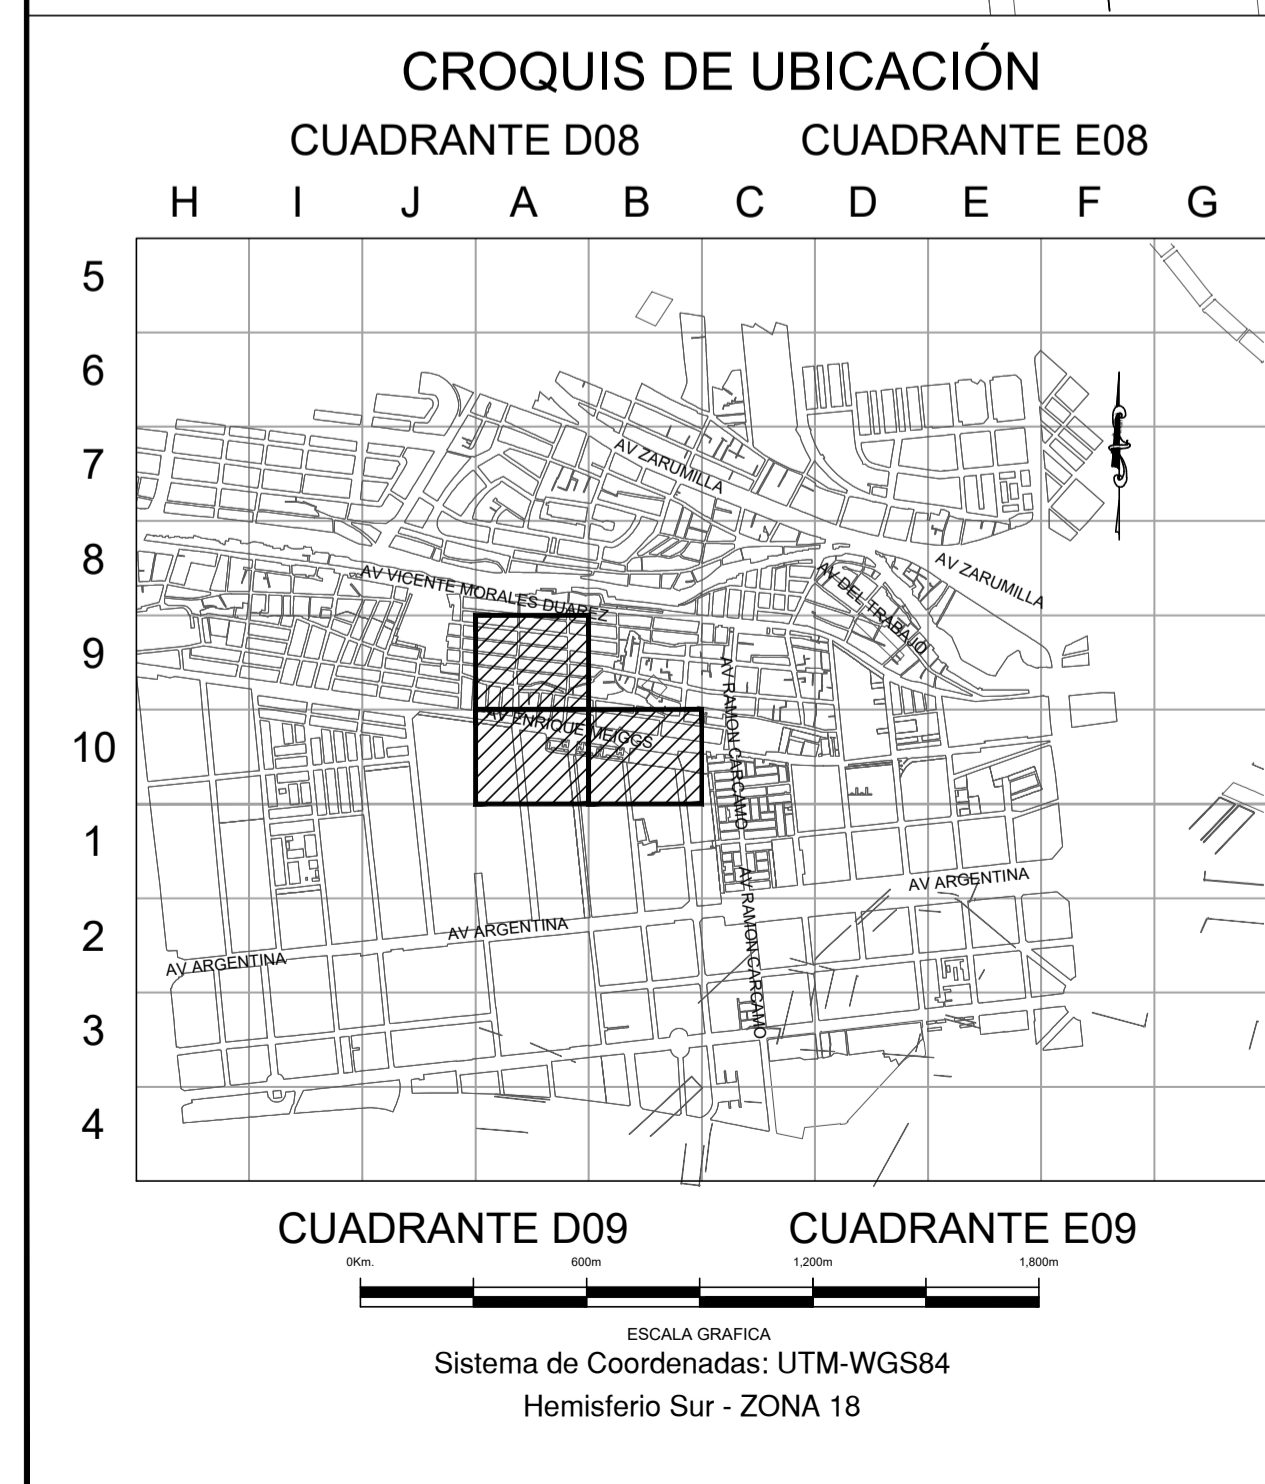 CROQUIS DE UBICACIÓN
CUADRANTE D08 CUADRANTE E08
H I J A B C D E F G
5
6
7
AV ZARUMILLA
8
AV VICENTE MORALES DUAREZ
AV DEL TRABAJO
AV ZARUMILLA
9
AV RAMON CARCAMO
10
AV ENRIQUE MEIGGS
1
AV RAMON CARCAMO
AV ARGENTINA
2
AV ARGENTINA
AV ARGENTINA
3
4
CUADRANTE D09 CUADRANTE E09
0Km. 600m 1,200m 1,800m
ESCALA GRAFICA
Sistema de Coordenadas: UTM-WGS84
Hemisferio Sur - ZONA 18